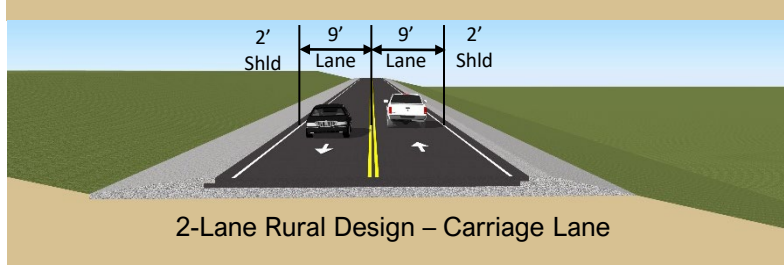 2’ 9’ 9’ 2’
Shld Lane Lane Shld
2-Lane Rural Design – Carriage Lane